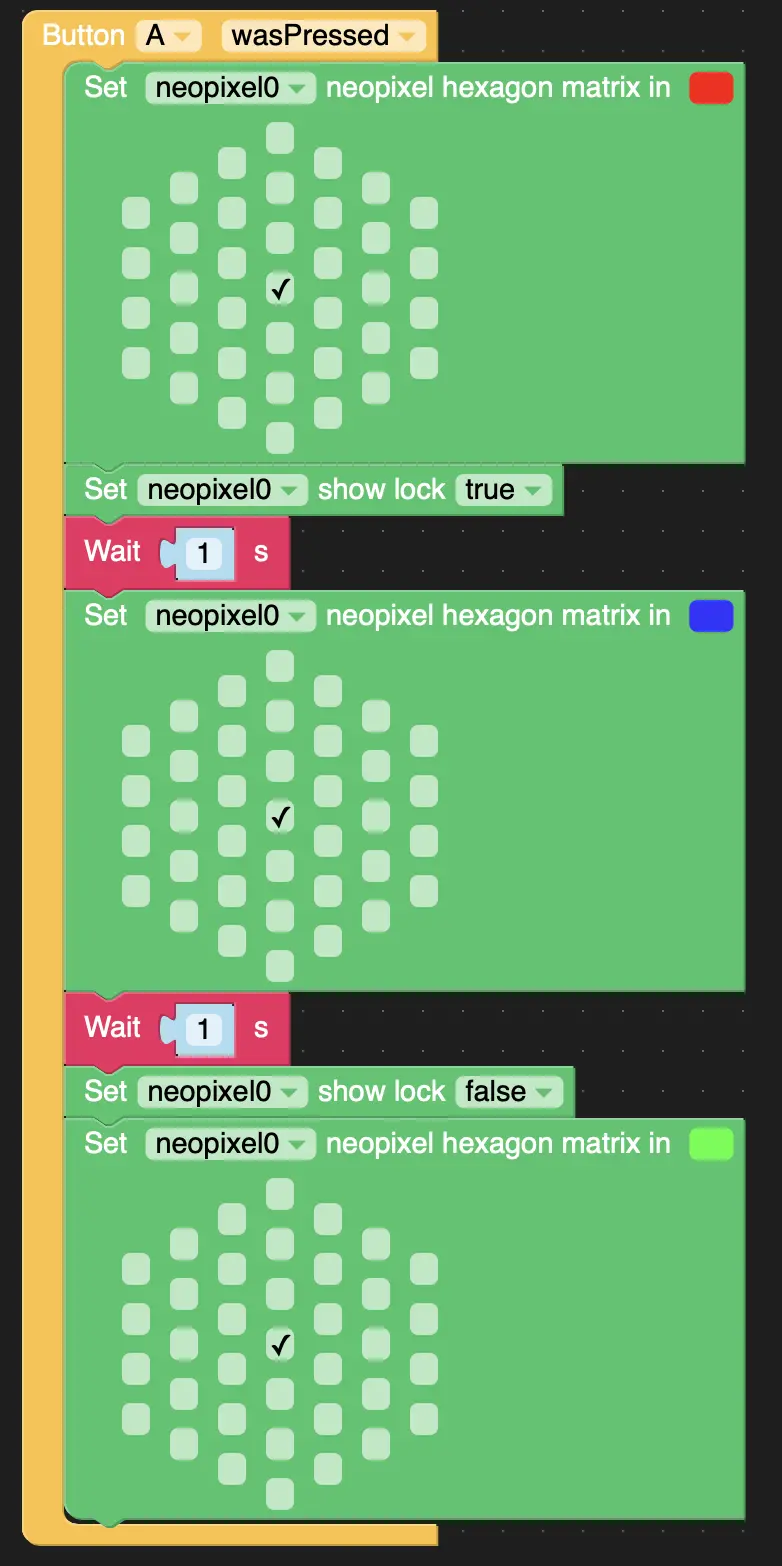 Button A wasPressed
Set neopixel0 neopixel hexagon matrix in
✓
Set neopixel0 show lock true
Wait 1 s
Set neopixel0 neopixel hexagon matrix in
✓
Wait 1 s
Set neopixel0 show lock false
Set neopixel0 neopixel hexagon matrix in
✓